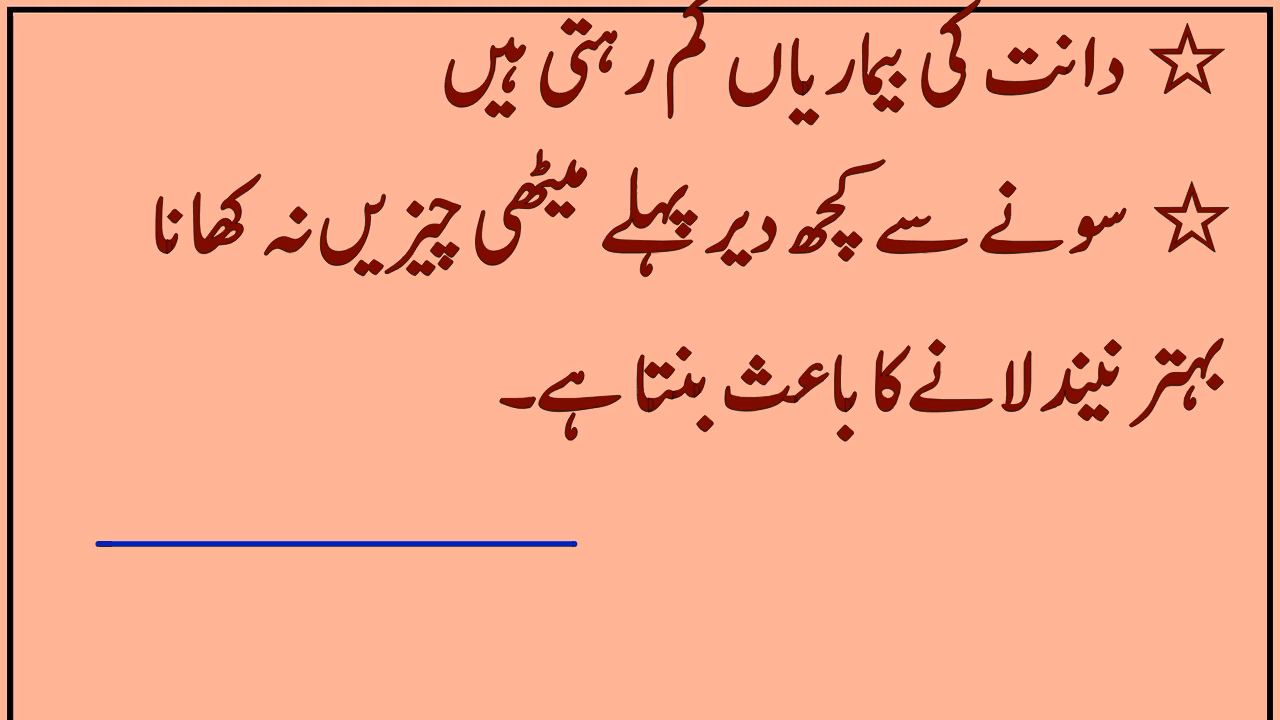 ☆ دانت کی بیماریاں کم رہتی ہیں
☆ سونے سے کچھ دیر پہلے میٹھی چیزیں نہ کھانا
بہتر نیند لانے کا باعث بنتا ہے۔